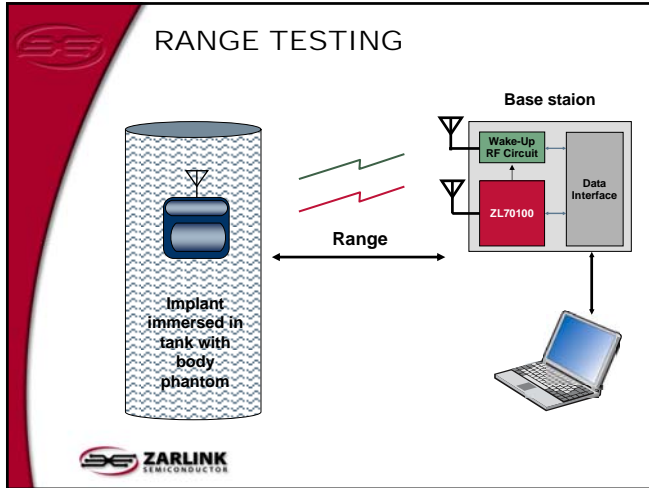 RANGE TESTING
Base staion
Wake-Up
RF Circuit
Data
Interface
ZL70100
Range
Implant
immersed in
tank with
body
phantom
ZARLINK
SEMICONDUCTOR